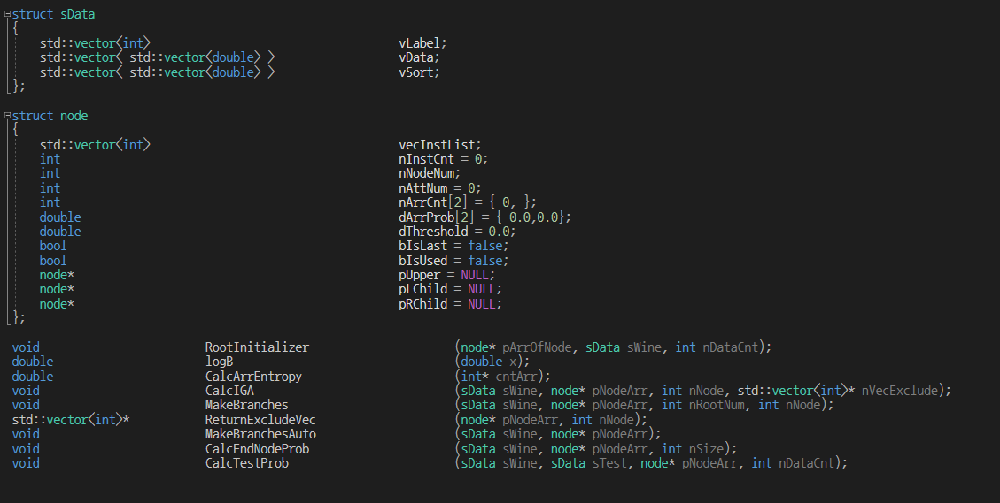 struct sData
{
std::vector<int> vLabel;
std::vector< std::vector<double> > vData;
std::vector< std::vector<double> > vSort;
};
struct node
{
std::vector<int> vecInstList;
int nInstCnt = 0;
int nNodeNum;
int nAttNum = 0;
int nArrCnt[2] = { 0, };
double dArrProb[2] = { 0.0,0.0};
double dThreshold = 0.0;
bool bIsLast = false;
bool bIsUsed = false;
node* pUpper = NULL;
node* pLChild = NULL;
node* pRChild = NULL;
};
void RootInitializer (node* pArrOfNode, sData sWine, int nDataCnt);
double logB (double x);
double CalcArrEntropy (int* cntArr);
void CalcIGA (sData sWine, node* pNodeArr, int nNode, std::vector<int>* nVecExclude);
void MakeBranches (sData sWine, node* pNodeArr, int nRootNum, int nNode);
std::vector<int>* ReturnExcludeVec (node* pNodeArr, int nNode);
void MakeBranchesAuto (sData sWine, node* pNodeArr);
void CalcEndNodeProb (sData sWine, node* pNodeArr, int nSize);
void CalcTestProb (sData sWine, sData sTest, node* pNodeArr, int nDataCnt);